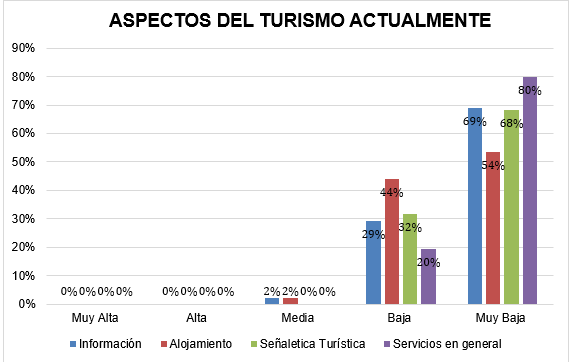 ASPECTOS DEL TURISMO ACTUALMENTE
90%
80%
70%
60%
50%
40%
30%
20%
10%
0%
0% 0% 0% 0%
0% 0% 0% 0%
2% 2% 0% 0%
29% 44% 32% 20%
69% 54% 68% 80%
Muy Alta Alta Media Baja Muy Baja
Información Alojamiento Señaletica Turística Servicios en general